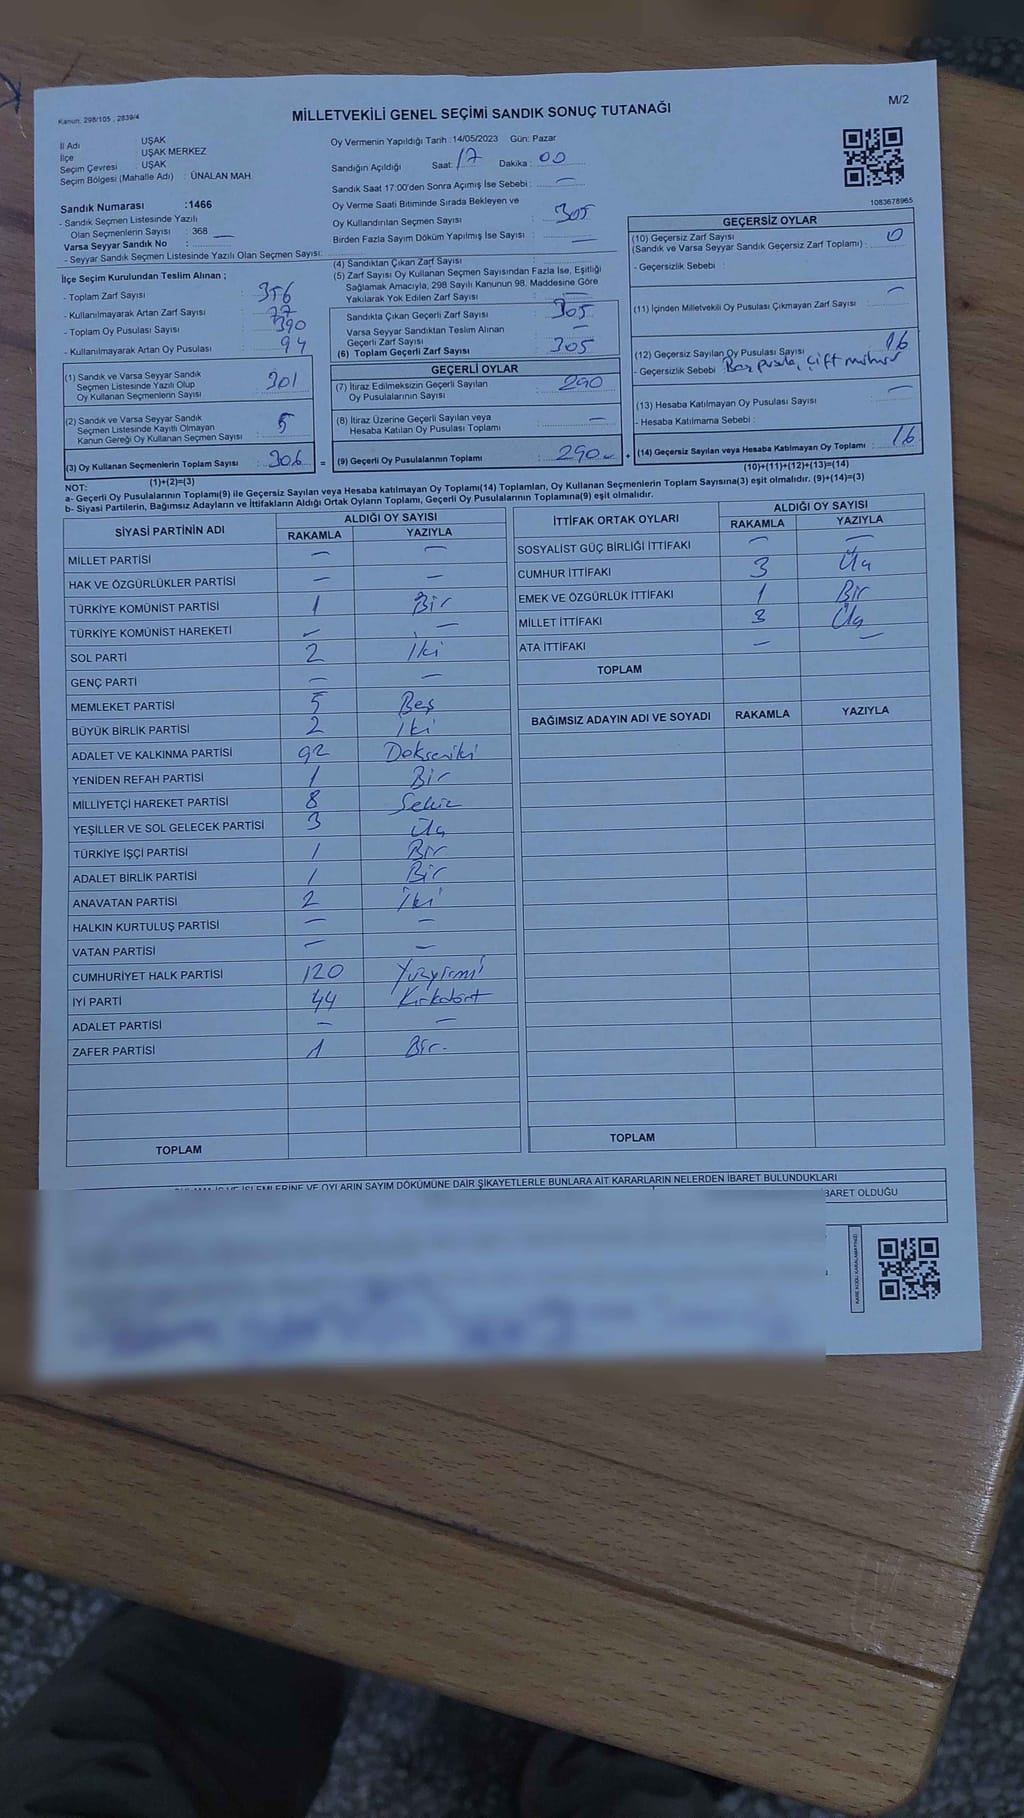 Kanun: 298/105 , 2839/4
MİLLETVEKİLİ GENEL SEÇİMİ SANDIK SONUÇ TUTANAĞI
M/2
İl Adı : UŞAK
İlçe : UŞAK MERKEZ
Seçim Çevresi : UŞAK
Seçim Bölgesi (Mahalle Adı) : ÜNALAN MAH.
Sandık Numarası :1466
- Sandık Seçmen Listesinde Yazılı
Olan Seçmenlerin Sayısı : 368 —
Varsa Seyyar Sandık No :
- Seyyar Sandık Seçmen Listesinde Yazılı Olan Seçmen Sayısı:
Oy Vermenin Yapıldığı Tarih : 14/05/2023 Gün: Pazar
Sandığın Açıldığı Saat: 17 Dakika : 00
Sandık Saat 17:00'den Sonra Açımış İse Sebebi : —
Oy Verme Saati Bitiminde Sırada Bekleyen ve
Oy Kullandırılan Seçmen Sayısı : 305
Birden Fazla Sayım Döküm Yapılmış İse Sayısı : —
1083678965
İlçe Seçim Kurulundan Teslim Alınan ;
- Toplam Zarf Sayısı : 356
- Kullanılmayarak Artan Zarf Sayısı : 77
- Toplam Oy Pusulası Sayısı : 390
- Kullanılmayarak Artan Oy Pusulası : 94
(1) Sandık ve Varsa Seyyar Sandık
Seçmen Listesinde Yazılı Olup
Oy Kullanan Seçmenlerin Sayısı : 301
(2) Sandık ve Varsa Seyyar Sandık
Seçmen Listesinde Kayıtlı Olmayan
Kanun Gereği Oy Kullanan Seçmen Sayısı : 5
(3) Oy Kullanan Seçmenlerin Toplam Sayısı : 306 =
(1)+(2)=(3)
(4) Sandıktan Çıkan Zarf Sayısı :
(5) Zarf Sayısı Oy Kullanan Seçmen Sayısından Fazla İse, Eşitliği
Sağlamak Amacıyla, 298 Sayılı Kanunun 98. Maddesine Göre
Yakılarak Yok Edilen Zarf Sayısı : —
Sandıkta Çıkan Geçerli Zarf Sayısı : 305
Varsa Seyyar Sandıktan Teslim Alınan
Geçerli Zarf Sayısı : —
(6) Toplam Geçerli Zarf Sayısı : 305
GEÇERLİ OYLAR
(7) İtiraz Edilmeksizin Geçerli Sayılan
Oy Pusulalarının Sayısı : 290
(8) İtiraz Üzerine Geçerli Sayılan veya
Hesaba Katılan Oy Pusulası Toplamı : —
(9) Geçerli Oy Pusulalarının Toplamı : 290 +
GEÇERSİZ OYLAR
(10) Geçersiz Zarf Sayısı
(Sandık ve Varsa Seyyar Sandık Geçersiz Zarf Toplamı) : 0
- Geçersizlik Sebebi :
(11) İçinden Milletvekili Oy Pusulası Çıkmayan Zarf Sayısı : —
(12) Geçersiz Sayılan Oy Pusulası Sayısı : 16
- Geçersizlik Sebebi : Boş pusula, çift mühür
(13) Hesaba Katılmayan Oy Pusulası Sayısı : —
- Hesaba Katılmama Sebebi :
(14) Geçersiz Sayılan veya Hesaba Katılmayan Oy Toplamı : 16
(10)+(11)+(12)+(13)=(14)
NOT:
a- Geçerli Oy Pusulalarının Toplamı(9) ile Geçersiz Sayılan veya Hesaba katılmayan Oy Toplamı(14) Toplamları, Oy Kullanan Seçmenlerin Toplam Sayısına(3) eşit olmalıdır. (9)+(14)=(3)
b- Siyasi Partilerin, Bağımsız Adayların ve İttifakların Aldığı Ortak Oyların Toplamı, Geçerli Oy Pusulalarının Toplamına(9) eşit olmalıdır.
SİYASİ PARTİNİN ADI ALDIĞI OY SAYISI
RAKAMLA YAZIYLA
MİLLET PARTİSİ — —
HAK VE ÖZGÜRLÜKLER PARTİSİ — —
TÜRKİYE KOMÜNİST PARTİSİ 1 Bir
TÜRKİYE KOMÜNİST HAREKETİ — —
SOL PARTİ 2 İki
GENÇ PARTİ — —
MEMLEKET PARTİSİ 5 Beş
BÜYÜK BİRLİK PARTİSİ 2 İki
ADALET VE KALKINMA PARTİSİ 92 Doksaniki
YENİDEN REFAH PARTİSİ 1 Bir
MİLLİYETÇİ HAREKET PARTİSİ 8 Sekiz
YEŞİLLER VE SOL GELECEK PARTİSİ 3 Üç
TÜRKİYE İŞÇİ PARTİSİ 1 Bir
ADALET BİRLİK PARTİSİ 1 Bir
ANAVATAN PARTİSİ 2 İki
HALKIN KURTULUŞ PARTİSİ — —
VATAN PARTİSİ — —
CUMHURİYET HALK PARTİSİ 120 Yüzyirmi
İYİ PARTİ 44 Kırkdört
ADALET PARTİSİ — —
ZAFER PARTİSİ 1 Bir.
TOPLAM
İTTİFAK ORTAK OYLARI ALDIĞI OY SAYISI
RAKAMLA YAZIYLA
SOSYALİST GÜÇ BİRLİĞİ İTTİFAKI — —
CUMHUR İTTİFAKI 3 Üç
EMEK VE ÖZGÜRLÜK İTTİFAKI 1 Bir
MİLLET İTTİFAKI 3 Üç
ATA İTTİFAKI — —
TOPLAM
BAĞIMSIZ ADAYIN ADI VE SOYADI RAKAMLA YAZIYLA
TOPLAM
İŞLEMLERİNE VE OYLARIN SAYIM DÖKÜMÜNE DAİR ŞİKAYETLERLE BUNLARA AİT KARARLARIN NELERDEN İBARET BULUNDUKLARI
İBARET OLDUĞU
KARE KODU KARALAMAYINIZ!